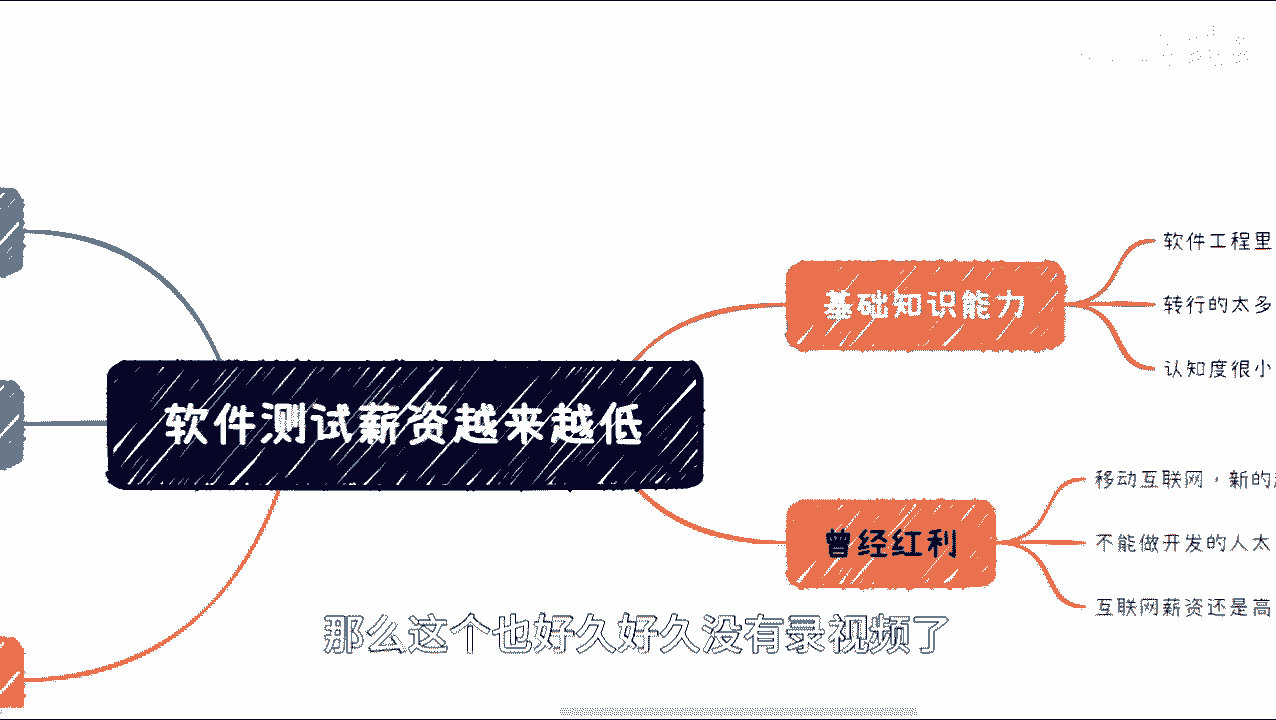 软件测试薪资越来越低
基础知识能力
软件工程里
转行的太多
认知度很小
曾经红利
移动互联网，新的
不能做开发的人太
互联网薪资还是高
那么这个也好久好久没有录视频了